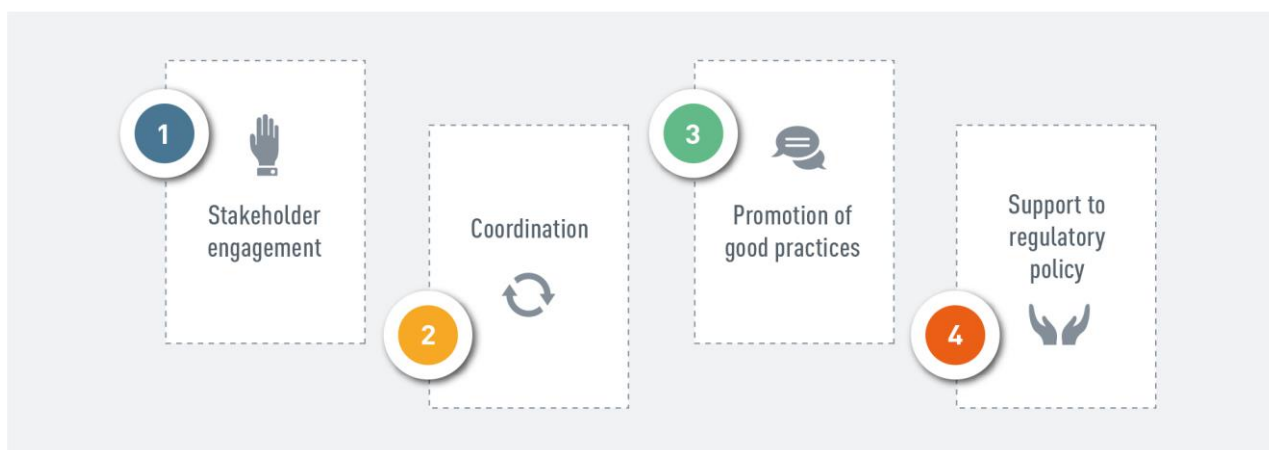 1
Stakeholder
engagement
2
Coordination
3
Promotion of
good practices
4
Support to
regulatory
policy